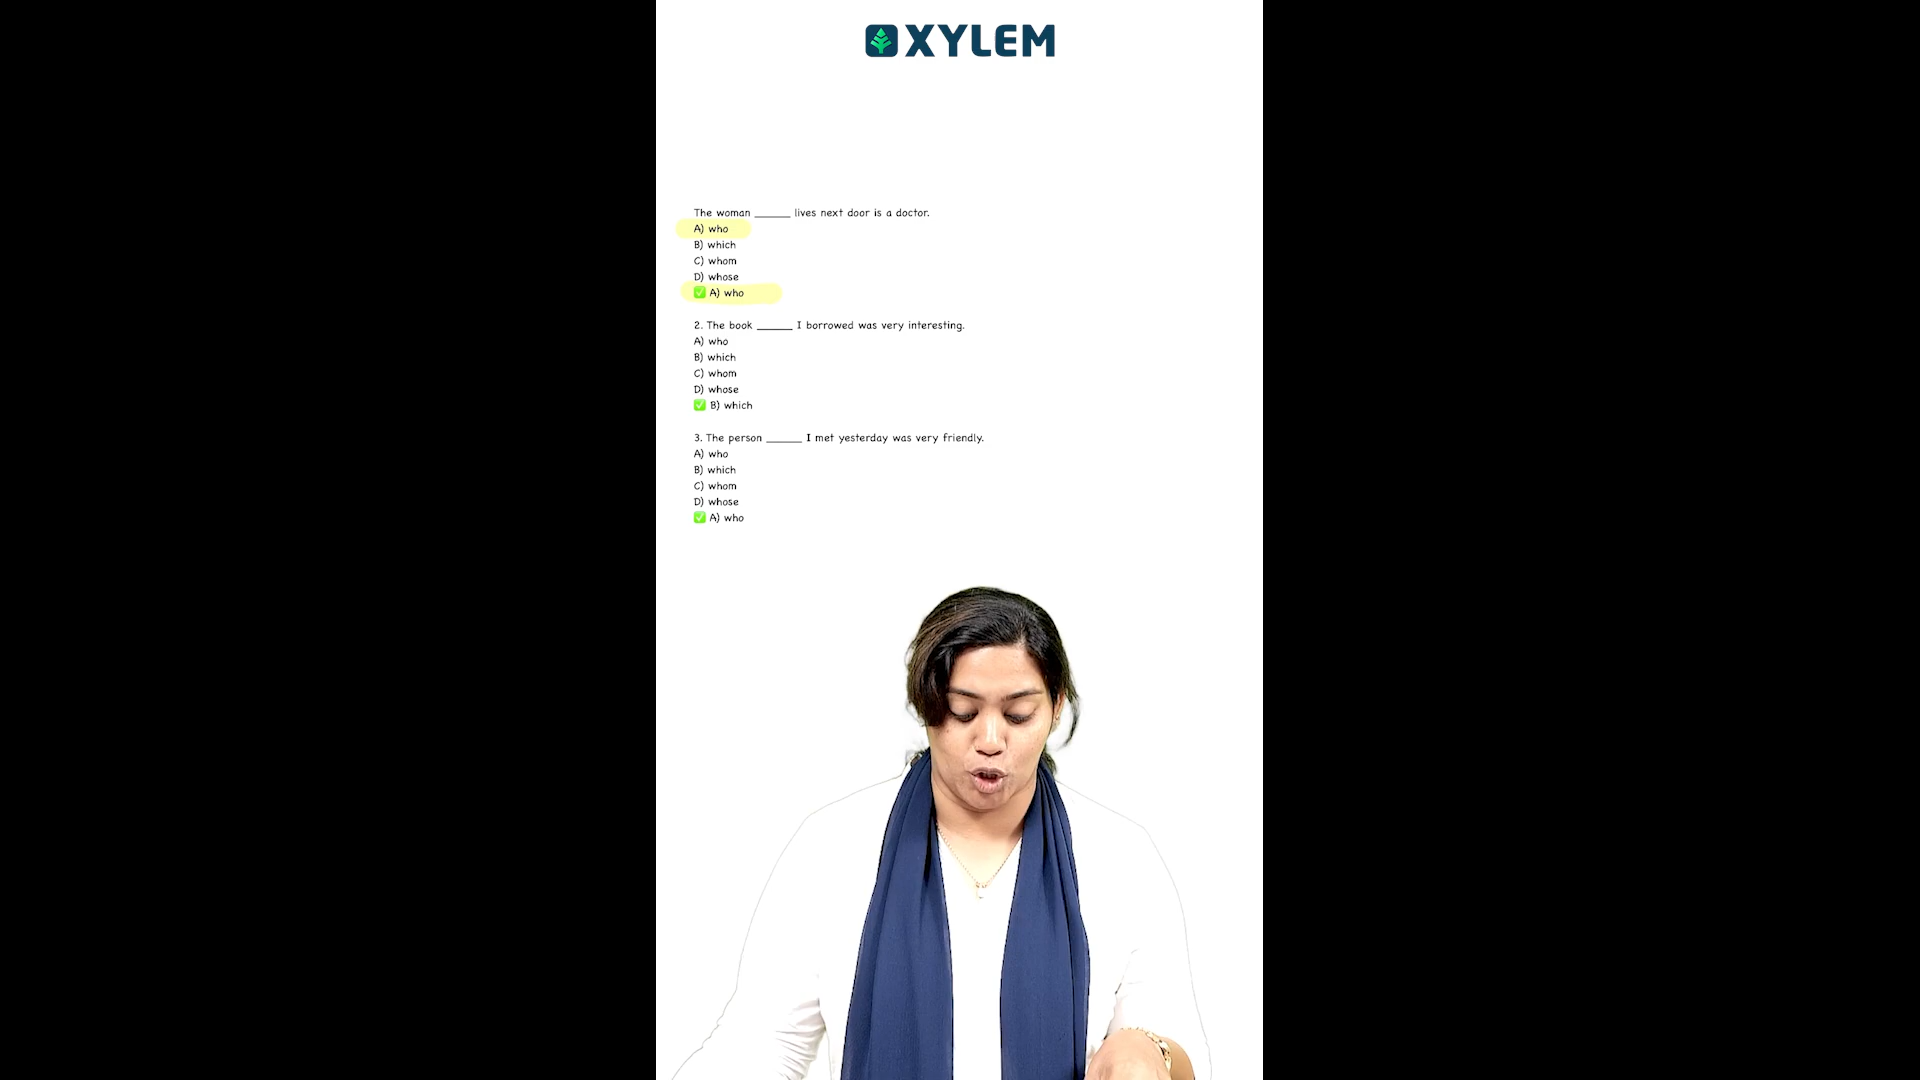 XYLEM
The woman ______ lives next door is a doctor.
A) who
B) which
C) whom
D) whose
✅ A) who
2. The book ______ I borrowed was very interesting.
A) who
B) which
C) whom
D) whose
✅ B) which
3. The person ______ I met yesterday was very friendly.
A) who
B) which
C) whom
D) whose
✅ A) who